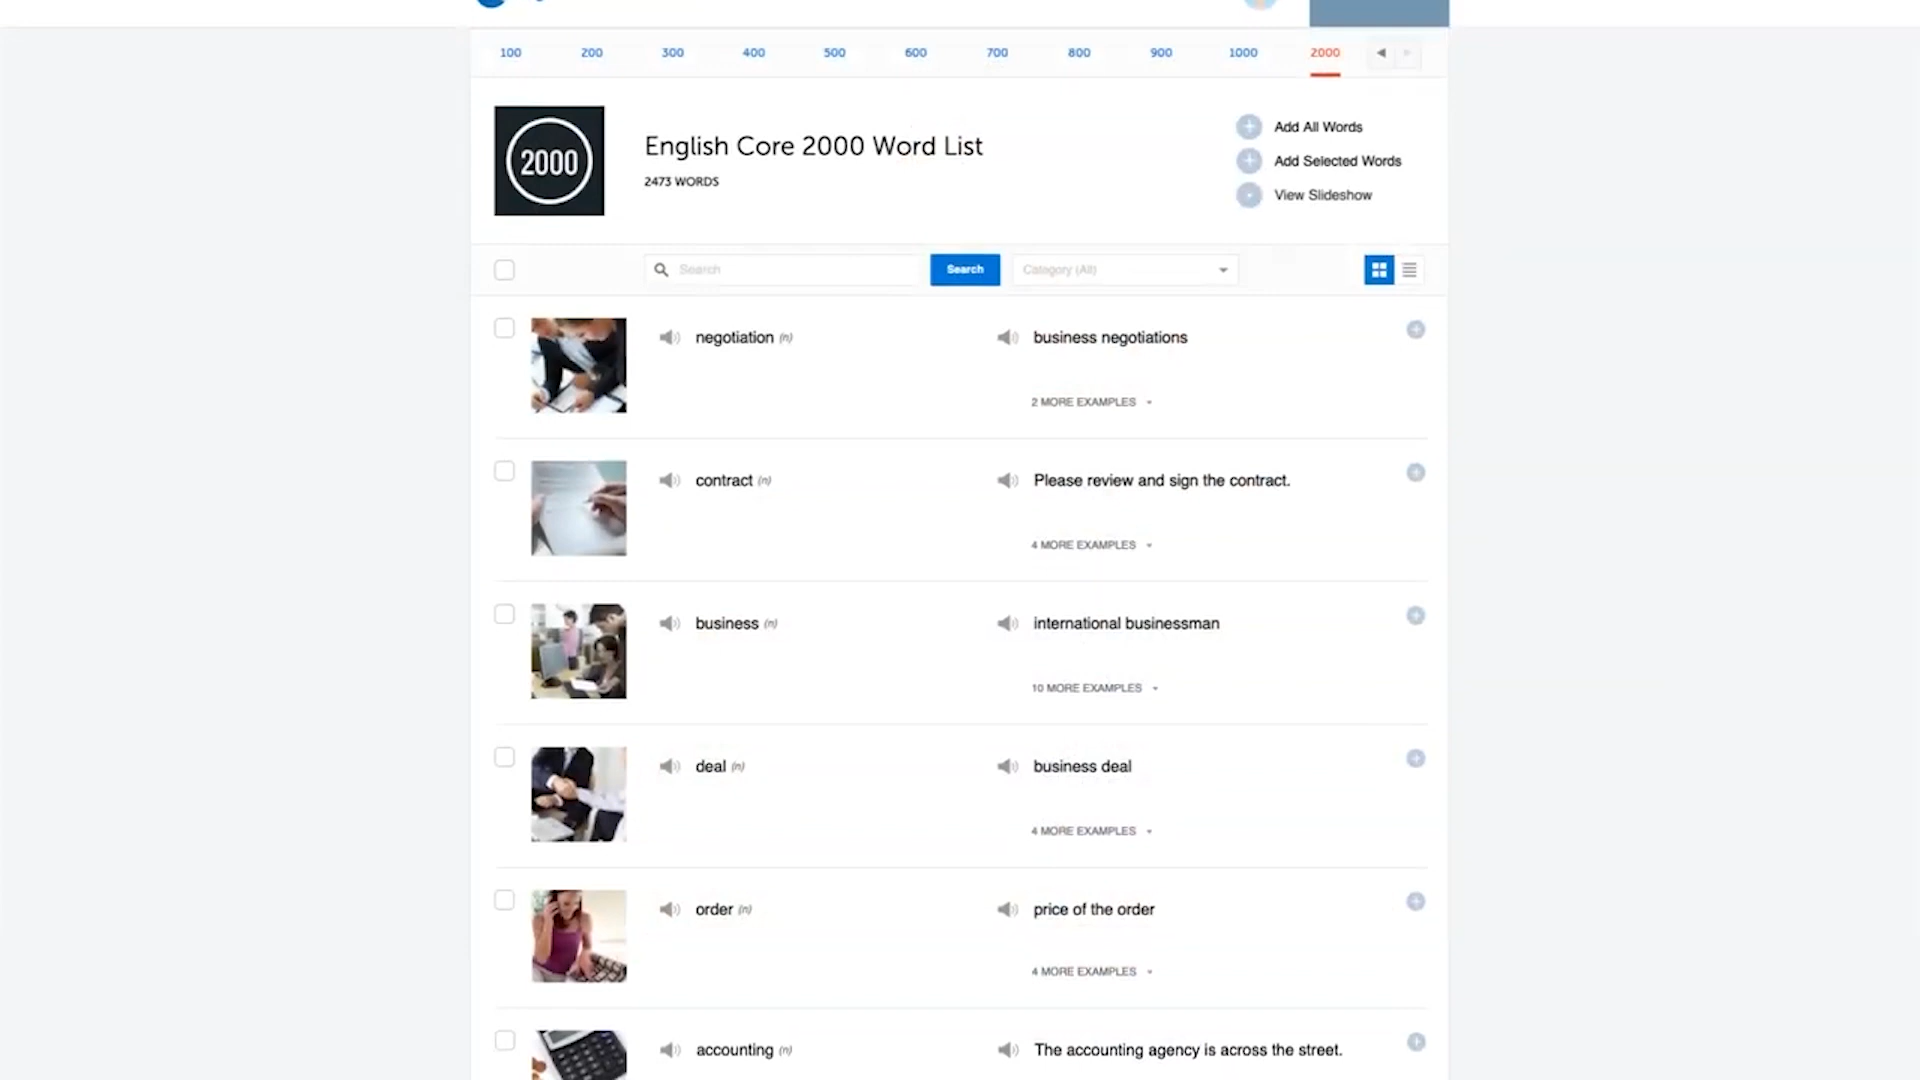 100 200 300 400 500 600 700 800 900 1000 2000
2000
English Core 2000 Word List
2473 WORDS
Add All Words
Add Selected Words
View Slideshow
Search
Search
Category (All)
negotiation (n)
business negotiations
2 MORE EXAMPLES
contract (n)
Please review and sign the contract.
4 MORE EXAMPLES
business (n)
international businessman
10 MORE EXAMPLES
deal (n)
business deal
4 MORE EXAMPLES
order (n)
price of the order
4 MORE EXAMPLES
accounting (n)
The accounting agency is across the street.